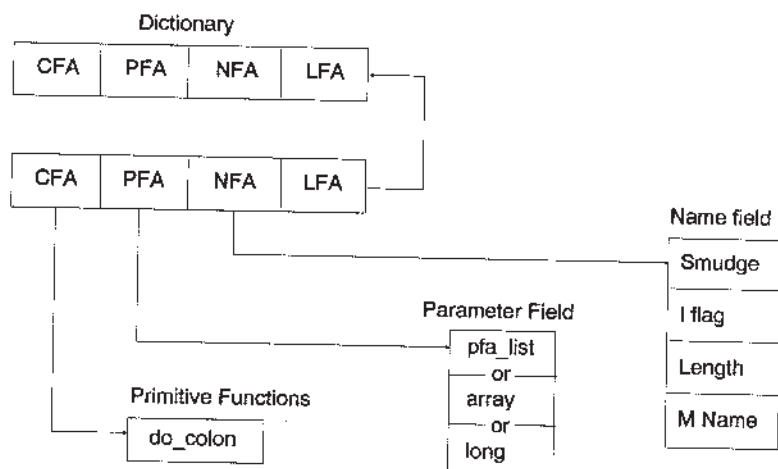 Dictionary
CFA PFA NFA LFA
CFA PFA NFA LFA
Name field
Smudge
I flag
Length
M Name
Parameter Field
pfa_list
or
array
or
long
Primitive Functions
do_colon